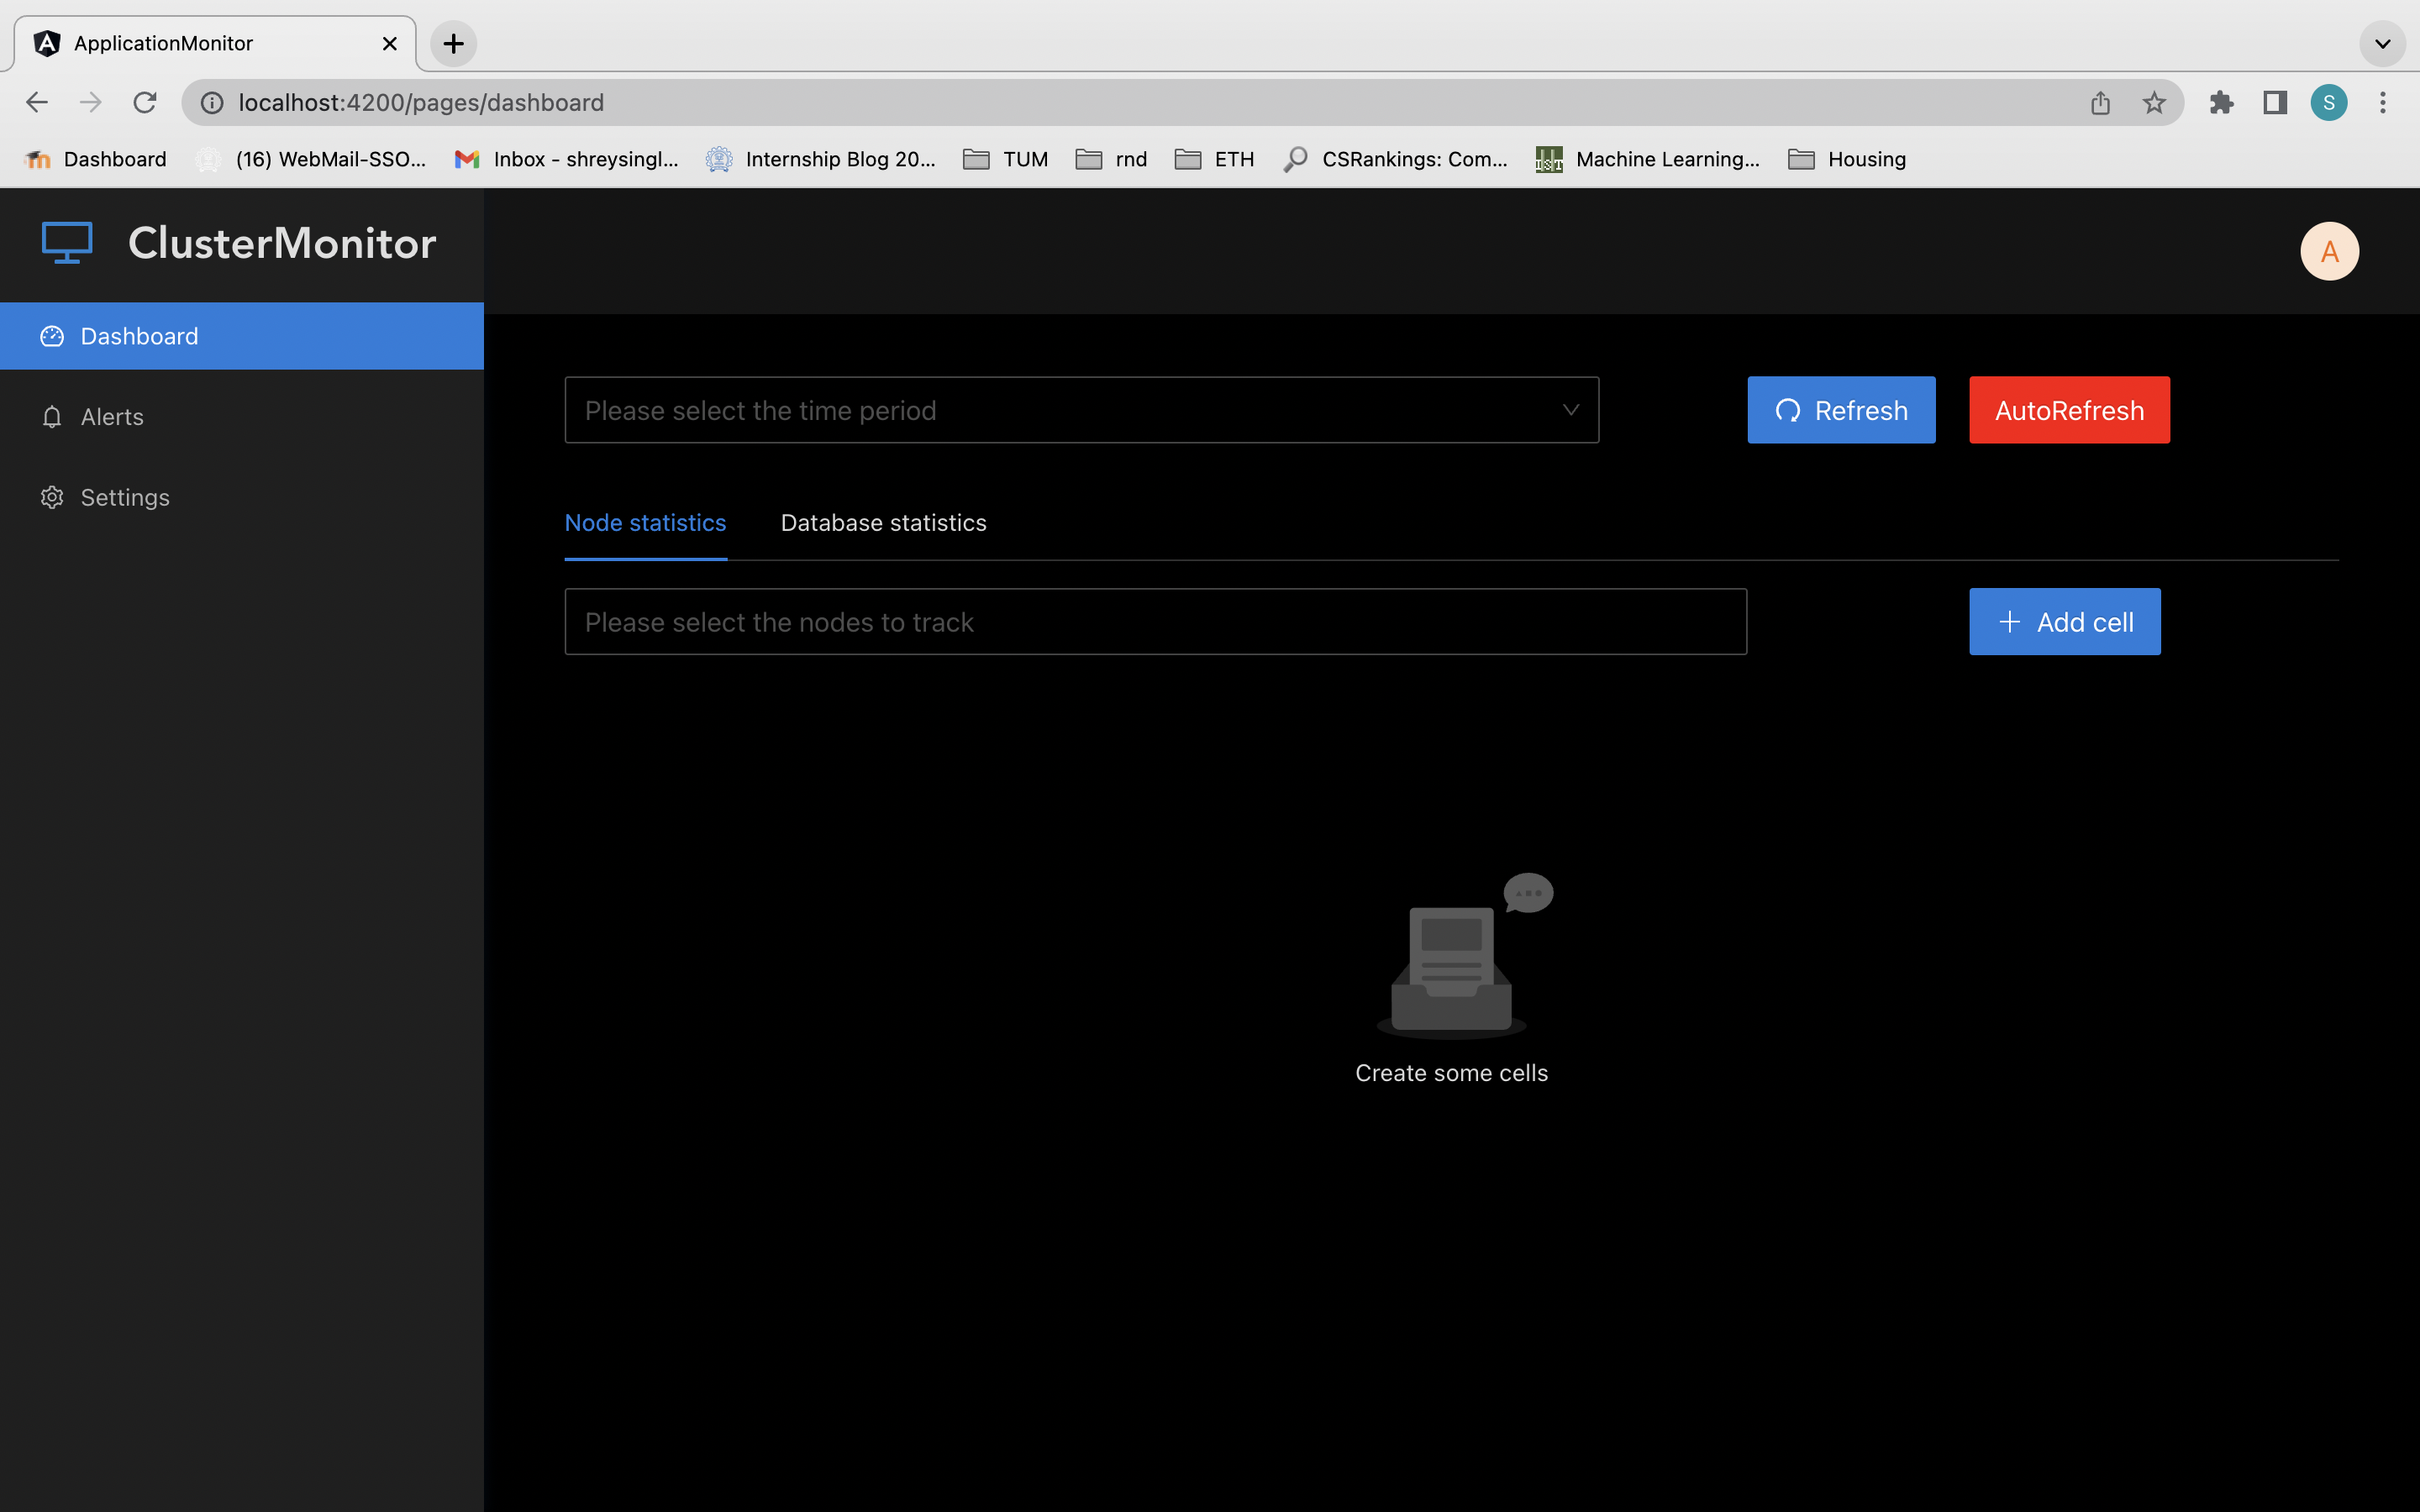 ApplicationMonitor
localhost:4200/pages/dashboard
Dashboard (16) WebMail-SSO... Inbox - shreysingl... Internship Blog 20... TUM rnd ETH CSRankings: Com... Machine Learning... Housing
S
ClusterMonitor
A
Dashboard
Alerts
Settings
Please select the time period
Refresh
AutoRefresh
Node statistics Database statistics
Please select the nodes to track
Add cell
Create some cells